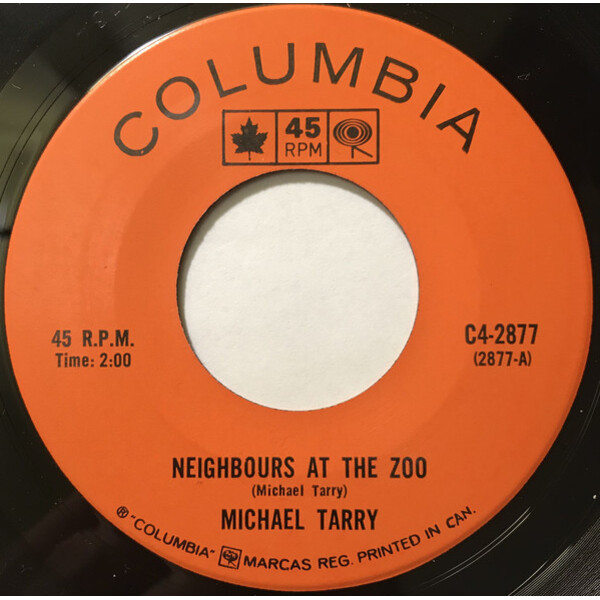 COLUMBIA
45
RPM
45 R.P.M.
Time: 2:00
C4-2877
(2877-A)
NEIGHBOURS AT THE ZOO
(Michael Tarry)
MICHAEL TARRY
® "COLUMBIA" MARCAS REG. PRINTED IN CAN.